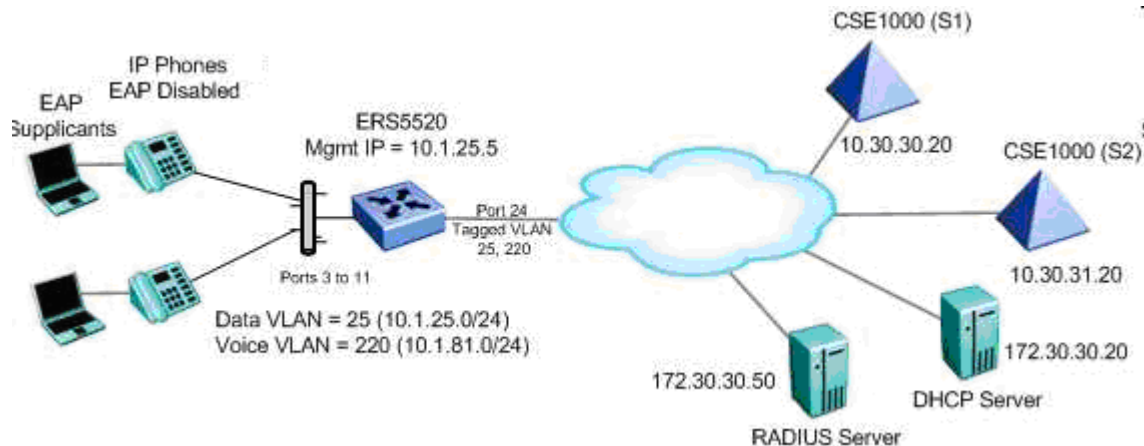 CSE1000 (S1)
IP Phones
EAP Disabled
EAP
Supplicants
ERS5520
Mgmt IP = 10.1.25.5
10.30.30.20
CSE1000 (S2)
Port 24
Tagged VLAN
25, 220
Ports 3 to 11
10.30.31.20
Data VLAN = 25 (10.1.25.0/24)
Voice VLAN = 220 (10.1.81.0/24)
172.30.30.20
172.30.30.50
DHCP Server
RADIUS Server